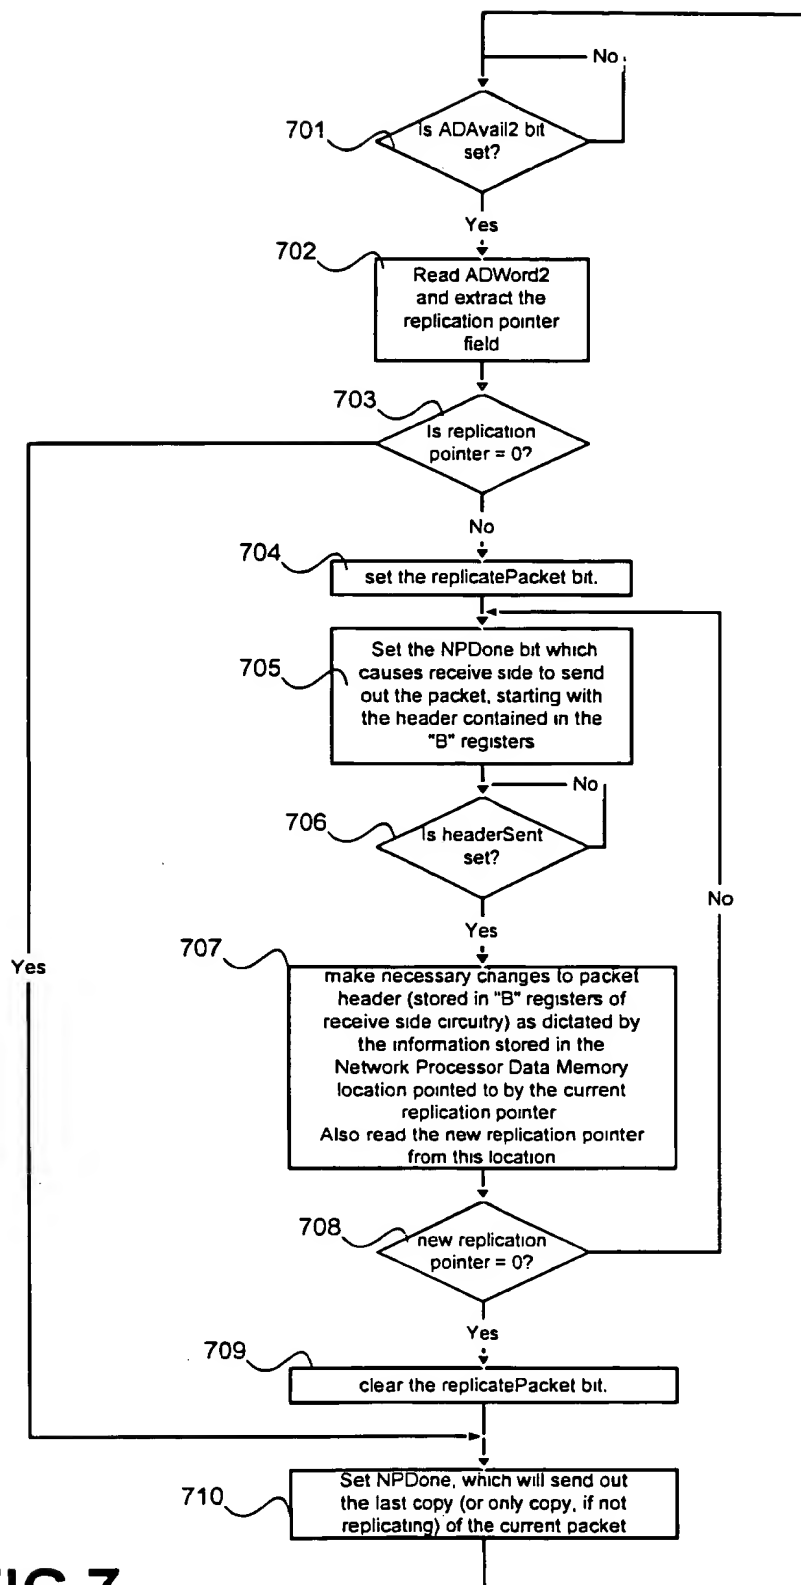 No
701
Is ADAvail2 bit
set?
Yes
702
Read ADWord2
and extract the
replication pointer
field
703
Is replication
pointer = 0?
No
704
set the replicatePacket bit.
705
Set the NPDone bit which
causes receive side to send
out the packet, starting with
the header contained in the
"B" registers
No
706
Is headerSent
set?
No
Yes
707
Yes
make necessary changes to packet
header (stored in "B" registers of
receive side circuitry) as dictated by
the information stored in the
Network Processor Data Memory
location pointed to by the current
replication pointer
Also read the new replication pointer
from this location
708
new replication
pointer = 0?
Yes
709
clear the replicatePacket bit.
710
Set NPDone, which will send out
the last copy (or only copy, if not
replicating) of the current packet
FIG 7